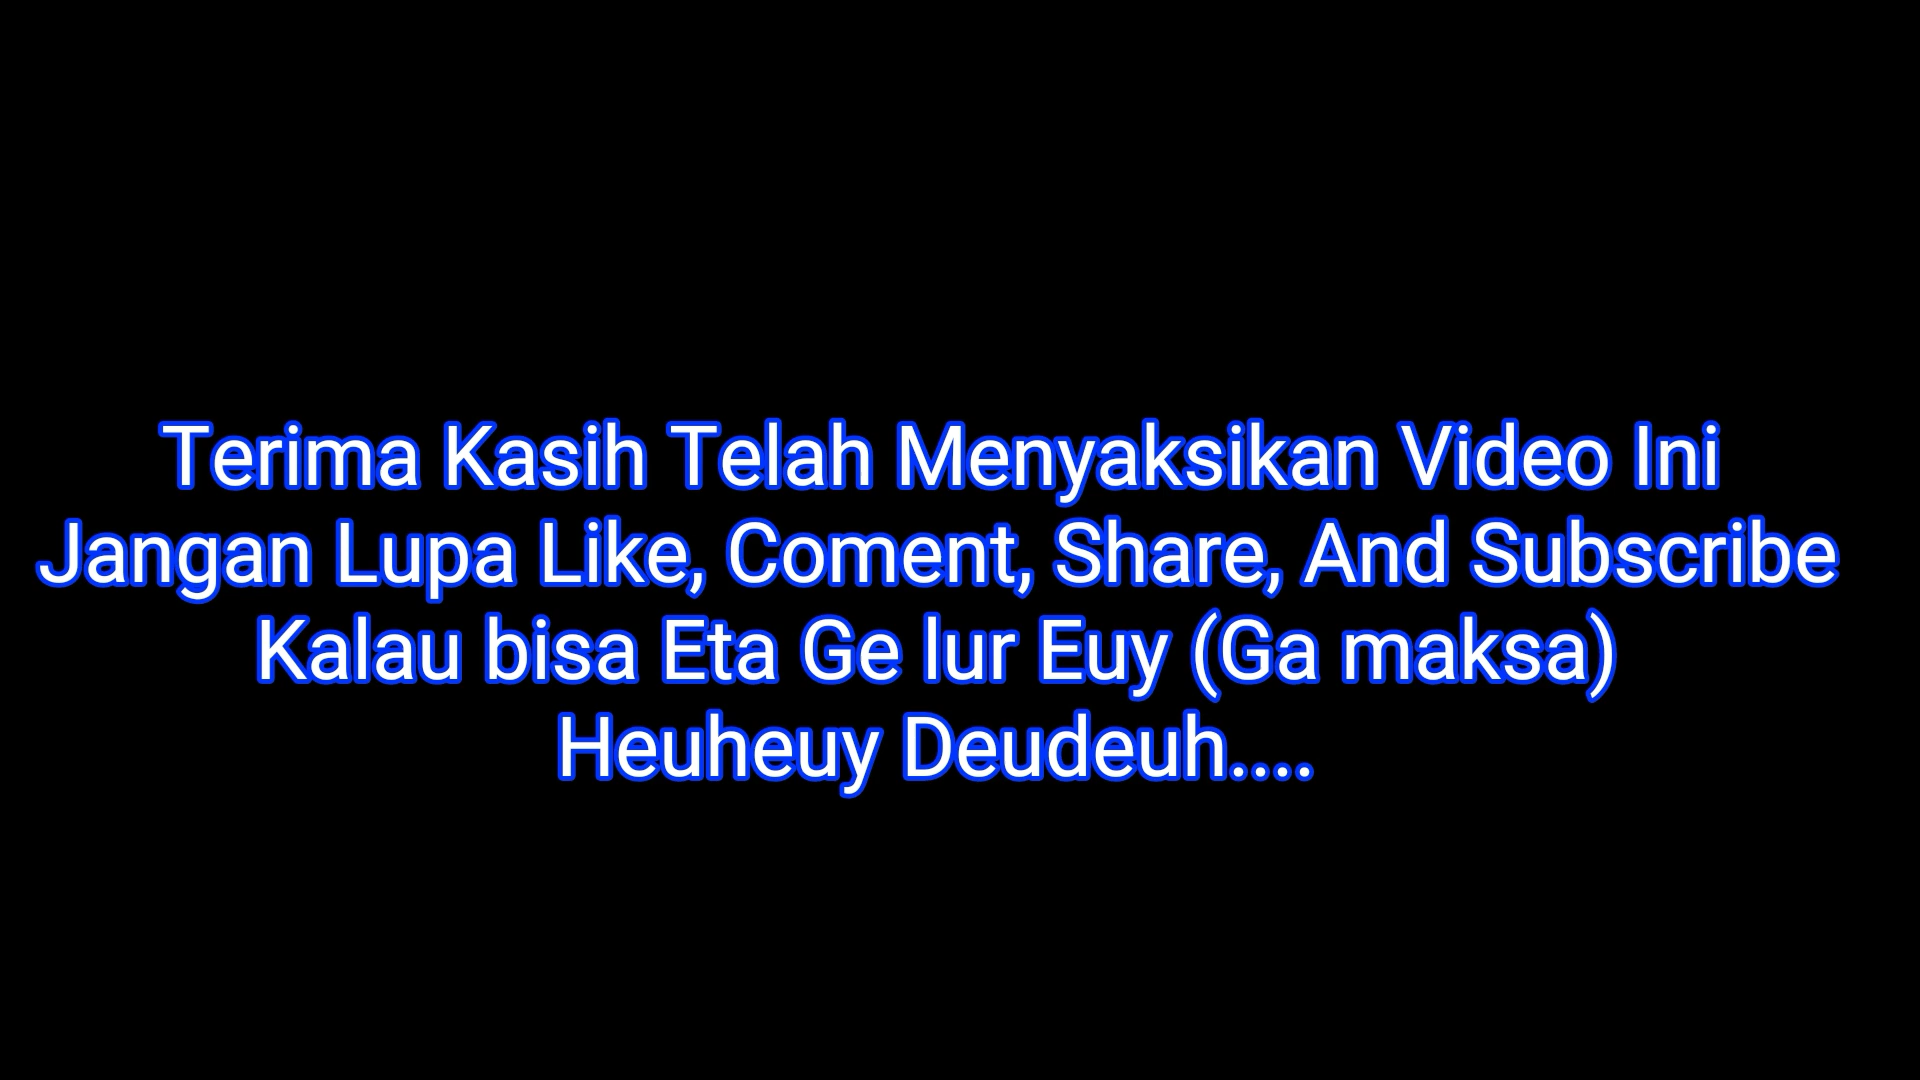 Terima Kasih Telah Menyaksikan Video Ini
Jangan Lupa Like, Coment, Share, And Subscribe
Kalau bisa Eta Ge lur Euy (Ga maksa)
Heuheuy Deudeuh....